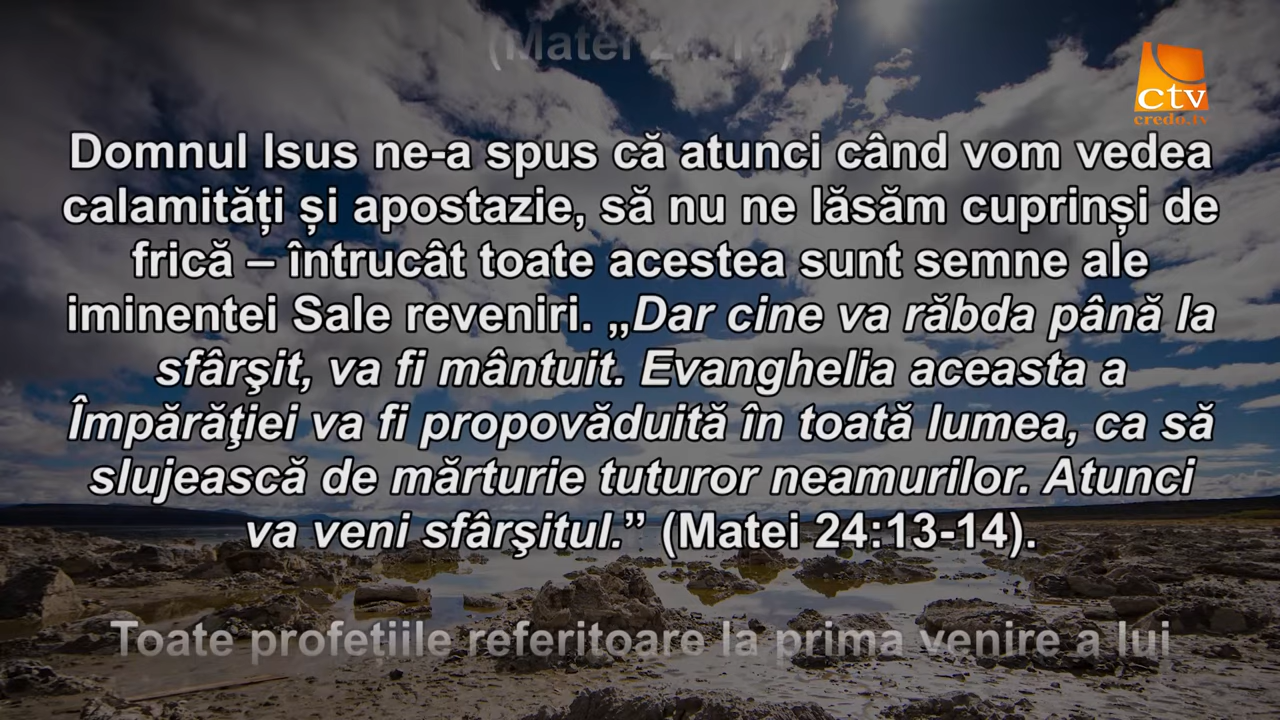 (Matei 24:14)
ctv
credo.tv
Domnul Isus ne-a spus că atunci când vom vedea
calamități și apostazie, să nu ne lăsăm cuprinși de
frică – întrucât toate acestea sunt semne ale
iminentei Sale reveniri. „Dar cine va răbda până la
sfârşit, va fi mântuit. Evanghelia aceasta a
Împărăţiei va fi propovăduită în toată lumea, ca să
slujească de mărturie tuturor neamurilor. Atunci
va veni sfârşitul.” (Matei 24:13-14).
Toate profețiile referitoare la prima venire a lui